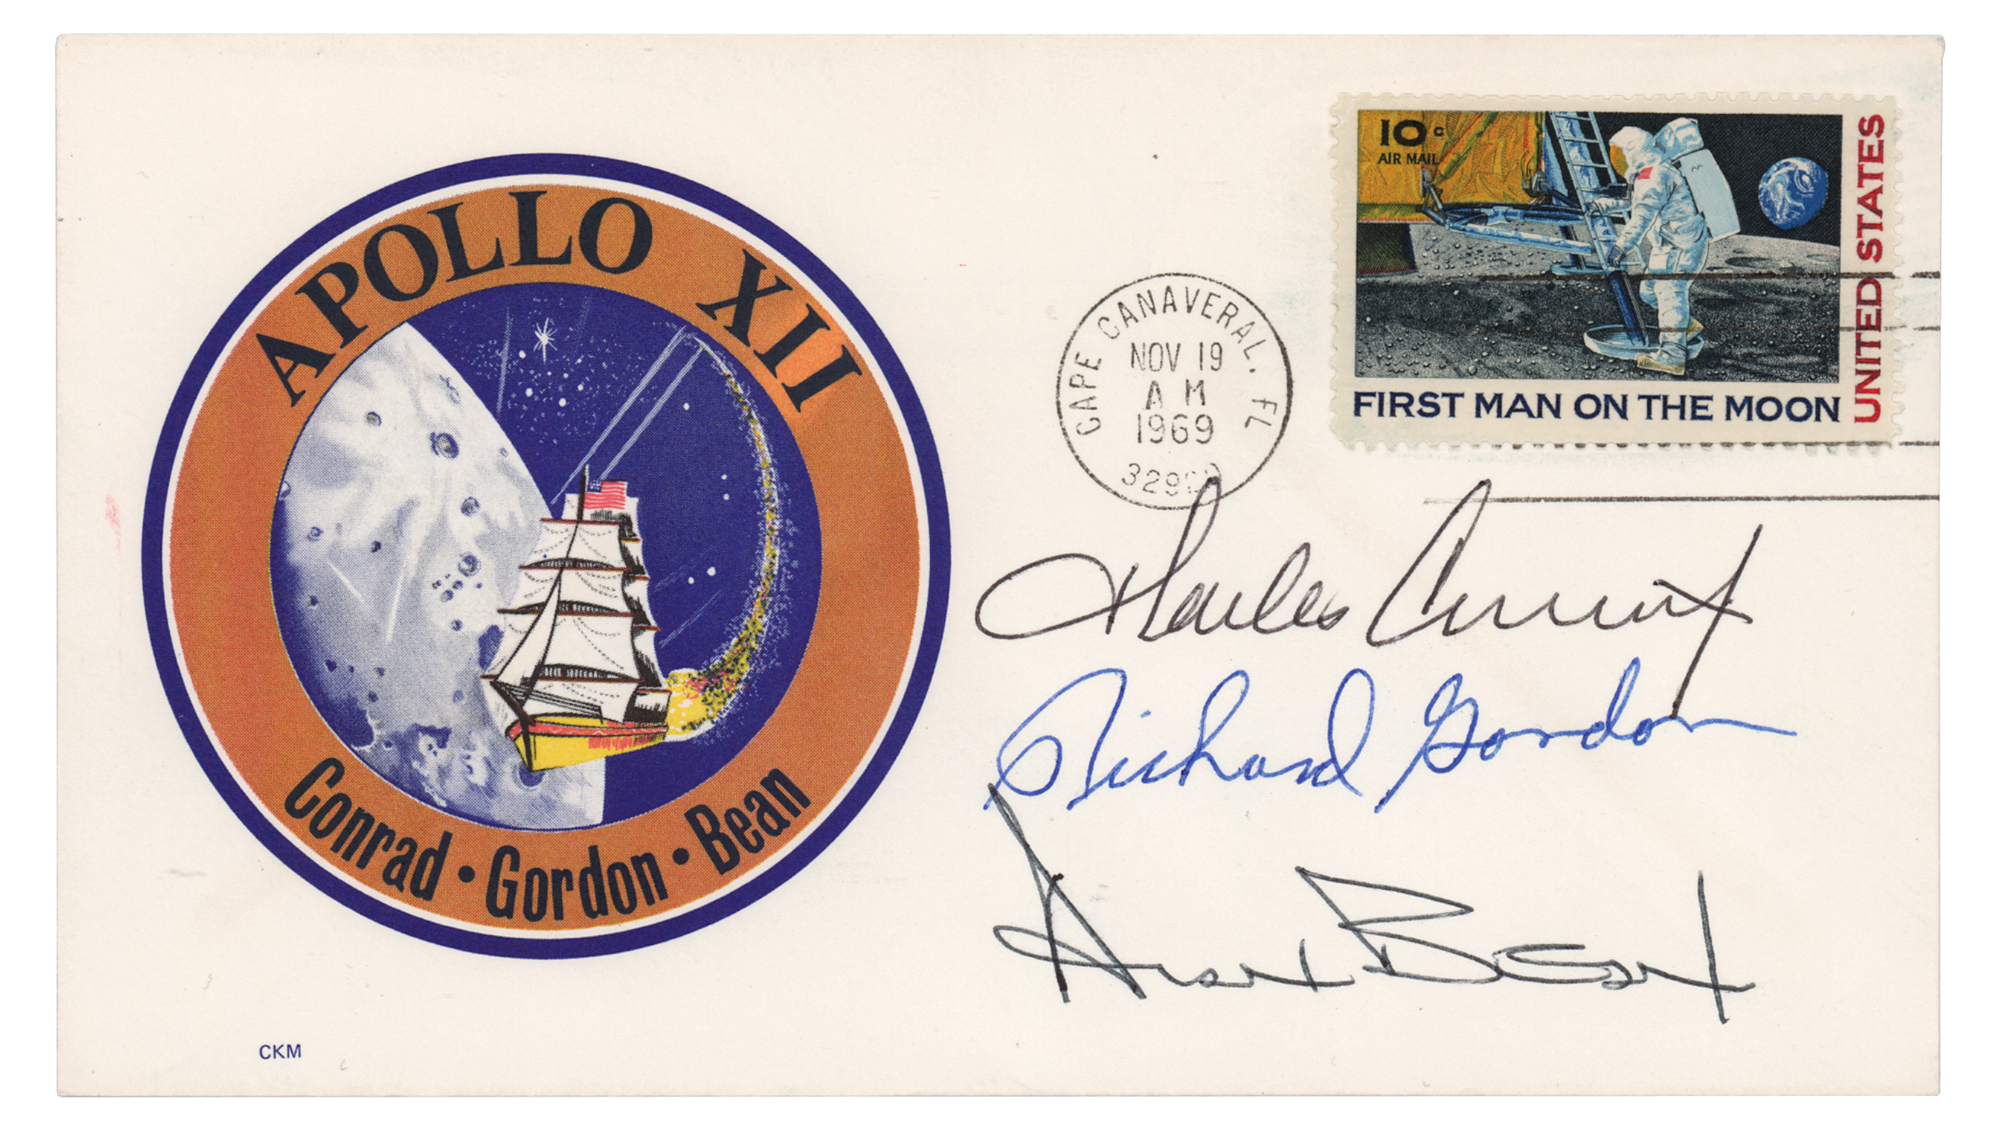 APOLLO XII
Conrad • Gordon • Bean
CKM
10c
AIR MAIL
UNITED STATES
FIRST MAN ON THE MOON
CAPE CANAVERAL, FL
NOV 19
A M
1969
Charles Conrad
Richard Gordon
Alan Bean